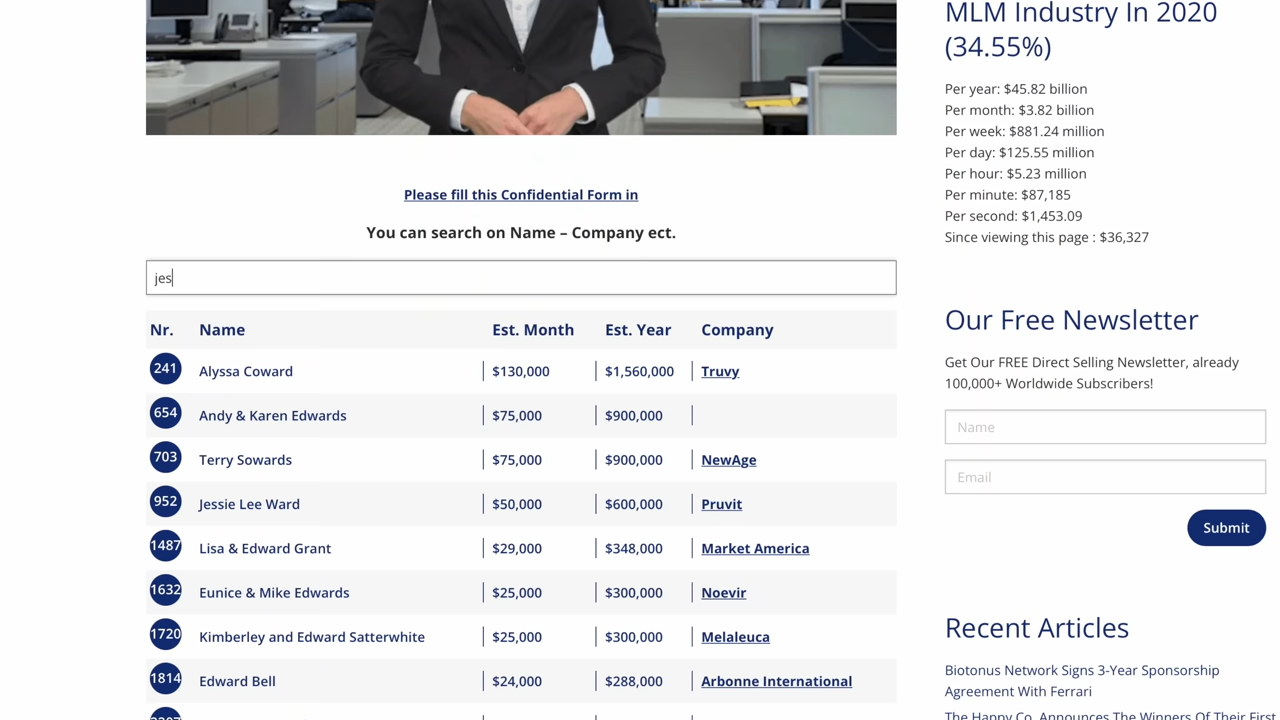 MLM Industry In 2020
(34.55%)
Per year: $45.82 billion
Per month: $3.82 billion
Per week: $881.24 million
Per day: $125.55 million
Per hour: $5.23 million
Per minute: $87,185
Per second: $1,453.09
Since viewing this page : $36,327
Please fill this Confidential Form in
You can search on Name – Company ect.
jes
Nr. Name Est. Month Est. Year Company
241 Alyssa Coward $130,000 $1,560,000 Truvy
654 Andy & Karen Edwards $75,000 $900,000
703 Terry Sowards $75,000 $900,000 NewAge
952 Jessie Lee Ward $50,000 $600,000 Pruvit
1487 Lisa & Edward Grant $29,000 $348,000 Market America
1632 Eunice & Mike Edwards $25,000 $300,000 Noevir
1720 Kimberley and Edward Satterwhite $25,000 $300,000 Melaleuca
1814 Edward Bell $24,000 $288,000 Arbonne International
Our Free Newsletter
Get Our FREE Direct Selling Newsletter, already
100,000+ Worldwide Subscribers!
Name
Email
Submit
Recent Articles
Biotonus Network Signs 3-Year Sponsorship
Agreement With Ferrari
The Happy Co. Announces The Winners Of Their First